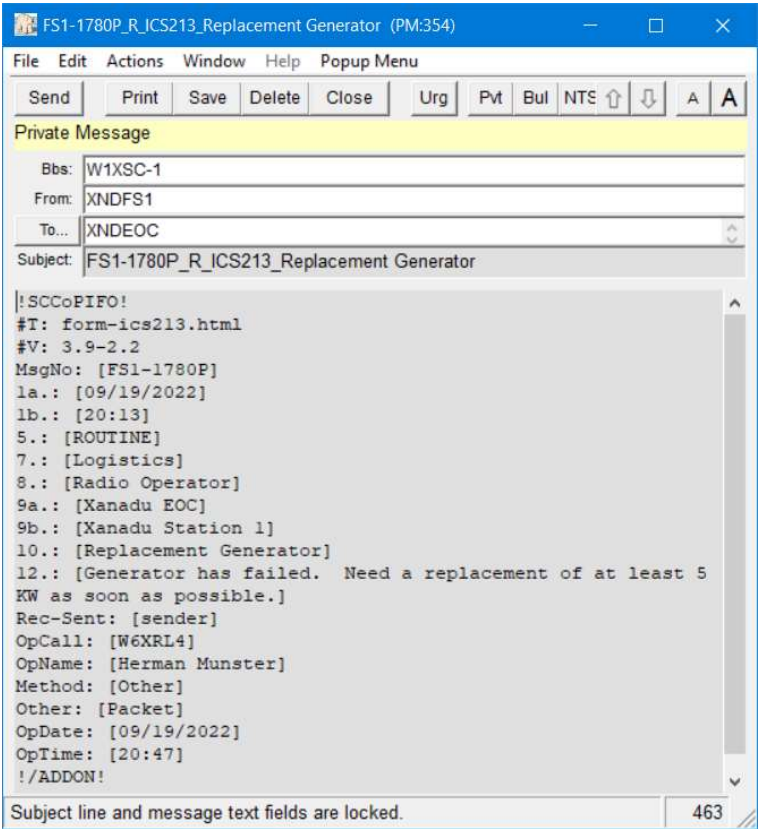 FS1-1780P_R_ICS213_Replacement Generator (PM:354)
File Edit Actions Window Help Popup Menu
Send Print Save Delete Close Urg Pvt Bul NTS A A
Private Message
Bbs: W1XSC-1
From: XNDFS1
To... XNDEOC
Subject: FS1-1780P_R_ICS213_Replacement Generator
!SCCoPIFO!
#T: form-ics213.html
#V: 3.9-2.2
MsgNo: [FS1-1780P]
1a.: [09/19/2022]
1b.: [20:13]
5.: [ROUTINE]
7.: [Logistics]
8.: [Radio Operator]
9a.: [Xanadu EOC]
9b.: [Xanadu Station 1]
10.: [Replacement Generator]
12.: [Generator has failed.  Need a replacement of at least 5
KW as soon as possible.]
Rec-Sent: [sender]
OpCall: [W6XRL4]
OpName: [Herman Munster]
Method: [Other]
Other: [Packet]
OpDate: [09/19/2022]
OpTime: [20:47]
!/ADDON!
Subject line and message text fields are locked. 463